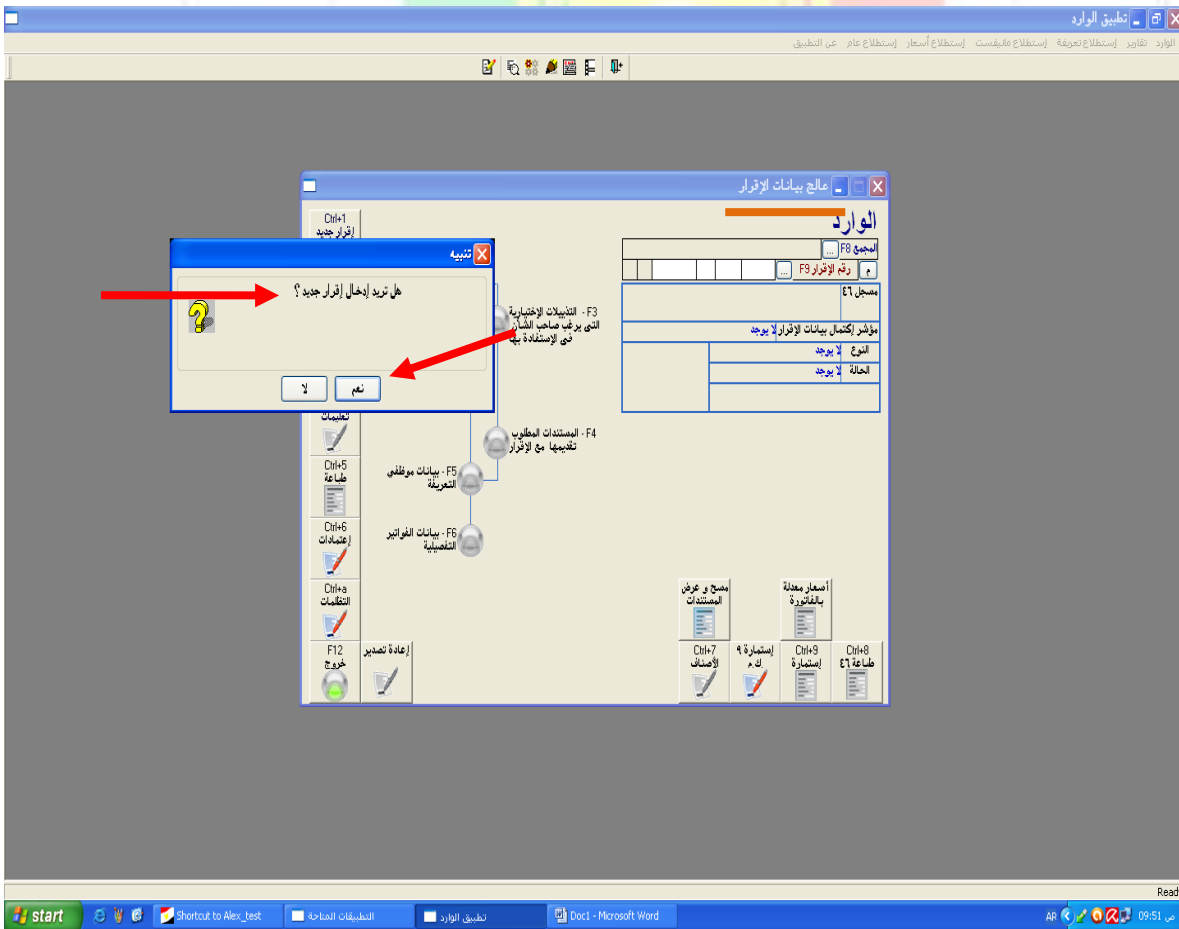 تطبيق الوارد
الوارد تقارير إستطلاع تعريفة إستطلاع مانيفست إستطلاع أسعار إستطلاع عام عن التطبيق
عالج بيانات الإقرار
الوارد
المجمع F8 ...
م رقم الإقرار F9 ...
مسجل ٤٦
مؤشر إكتمال بيانات الإقرار لا يوجد
النوع لا يوجد
الحالة لا يوجد
Ctrl+1
إقرار جديد
تنبيه
هل تريد إدخال إقرار جديد ؟
نعم
لا
F3 - التذييلات الإختيارية
التى يرغب صاحب الشأن
فى الإستفادة بها
F4 - المستندات المطلوب
تقديمها مع الإقرار
F5 - بيانات موظفى
التعريفة
F6 - بيانات الفواتير
التفصيلية
تعليمات
Ctrl+5
طباعة
Ctrl+6
إعتمادات
Ctrl+a
التظلمات
F12
خروج
إعادة تصدير
أسعار معدلة
بالفاتورة
مسح و عرض
المستندات
Ctrl+8
طباعة ٤٦
Ctrl+9
إستمارة
إستمارة ٩
ك.م
Ctrl+7
الأصناف
Read
start
Shortcut to Alex_test
التطبيقات المتاحة
تطبيق الوارد
Doc1 - Microsoft Word
AR
09:51 ص